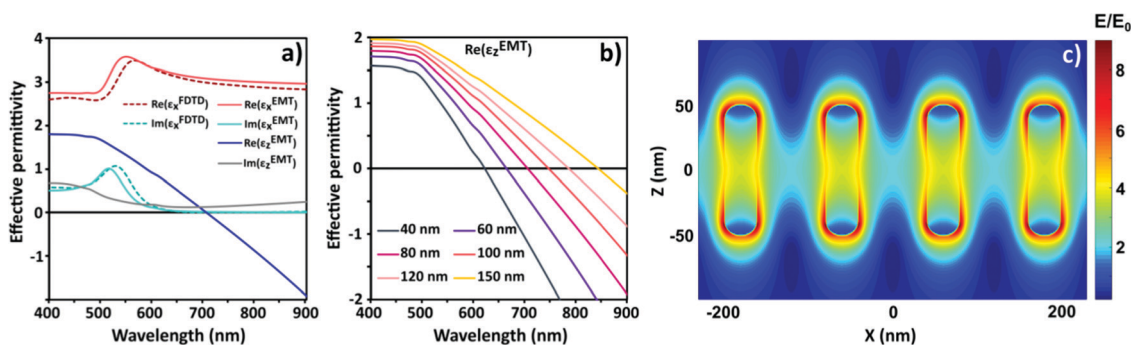 a)
Effective permittivity
4
3
2
1
0
-1
Re(εxFDTD)
Im(εxFDTD)
Re(εxEMT)
Im(εxEMT)
Re(εzEMT)
Im(εzEMT)
400 500 600 700 800 900
Wavelength (nm)
b)
Re(εzEMT)
Effective permittivity
2
1
0
-1
-2
40 nm 60 nm
80 nm 100 nm
120 nm 150 nm
400 500 600 700 800 900
Wavelength (nm)
c)
E/E0
Z (nm)
50
0
-50
-200 0 200
X (nm)
8
6
4
2